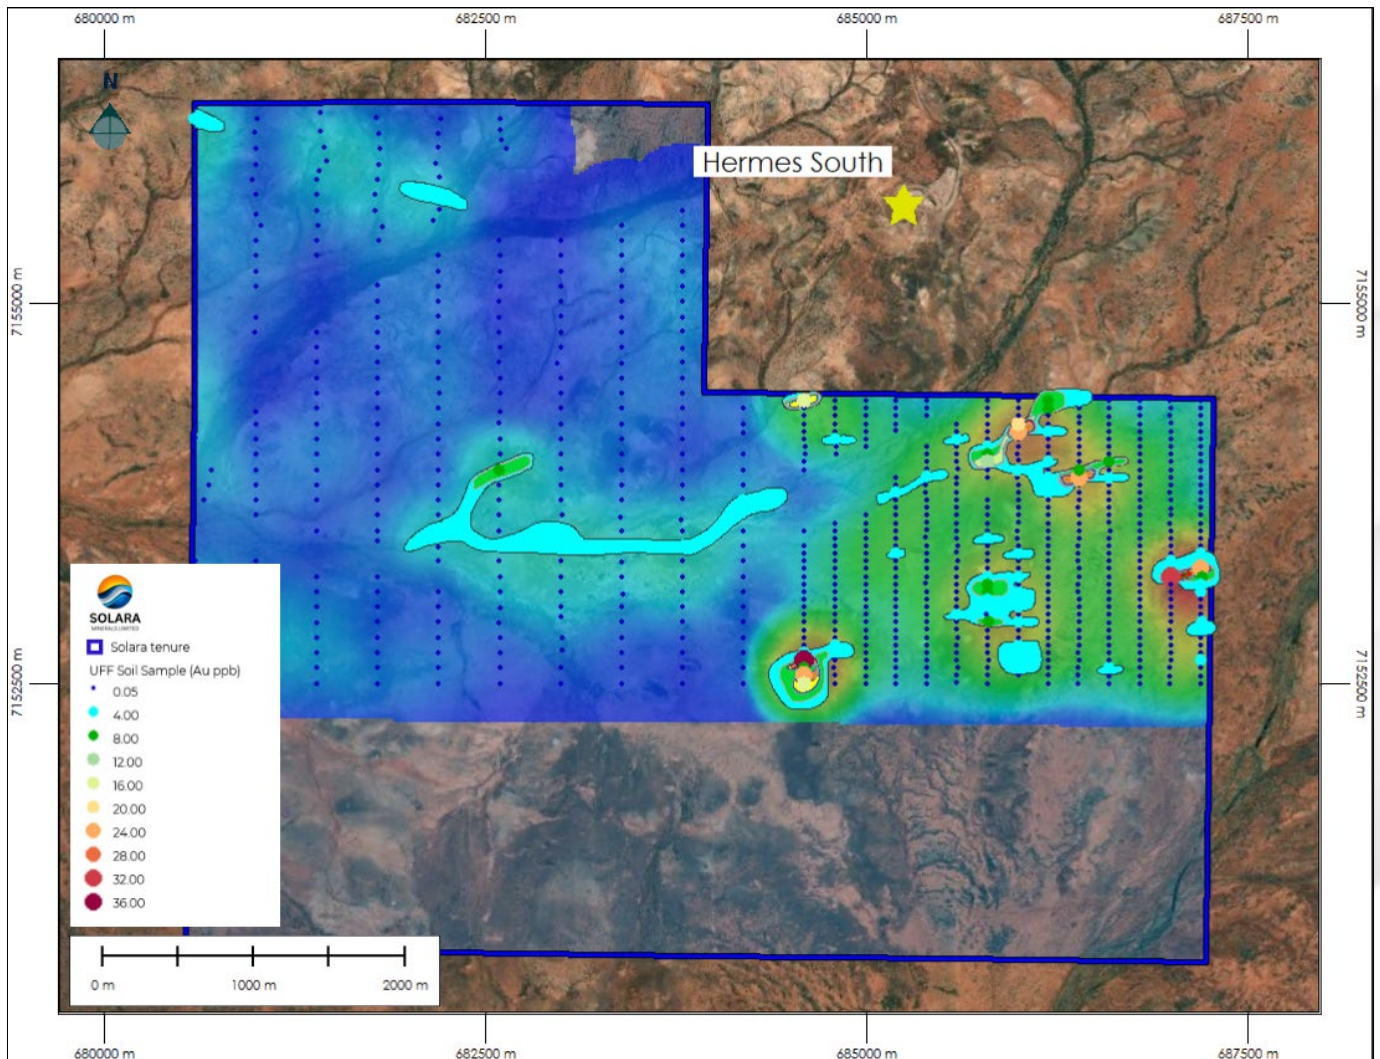 680000 m
682500 m
685000 m
687500 m
N
Hermes South
7155000 m
7155000 m
SOLARA
MINERALS LIMITED
Solara tenure
UFF Soil Sample (Au ppb)
0.05
4.00
8.00
12.00
16.00
20.00
24.00
28.00
32.00
36.00
7152500 m
7152500 m
0 m
1000 m
2000 m
680000 m
682500 m
685000 m
687500 m